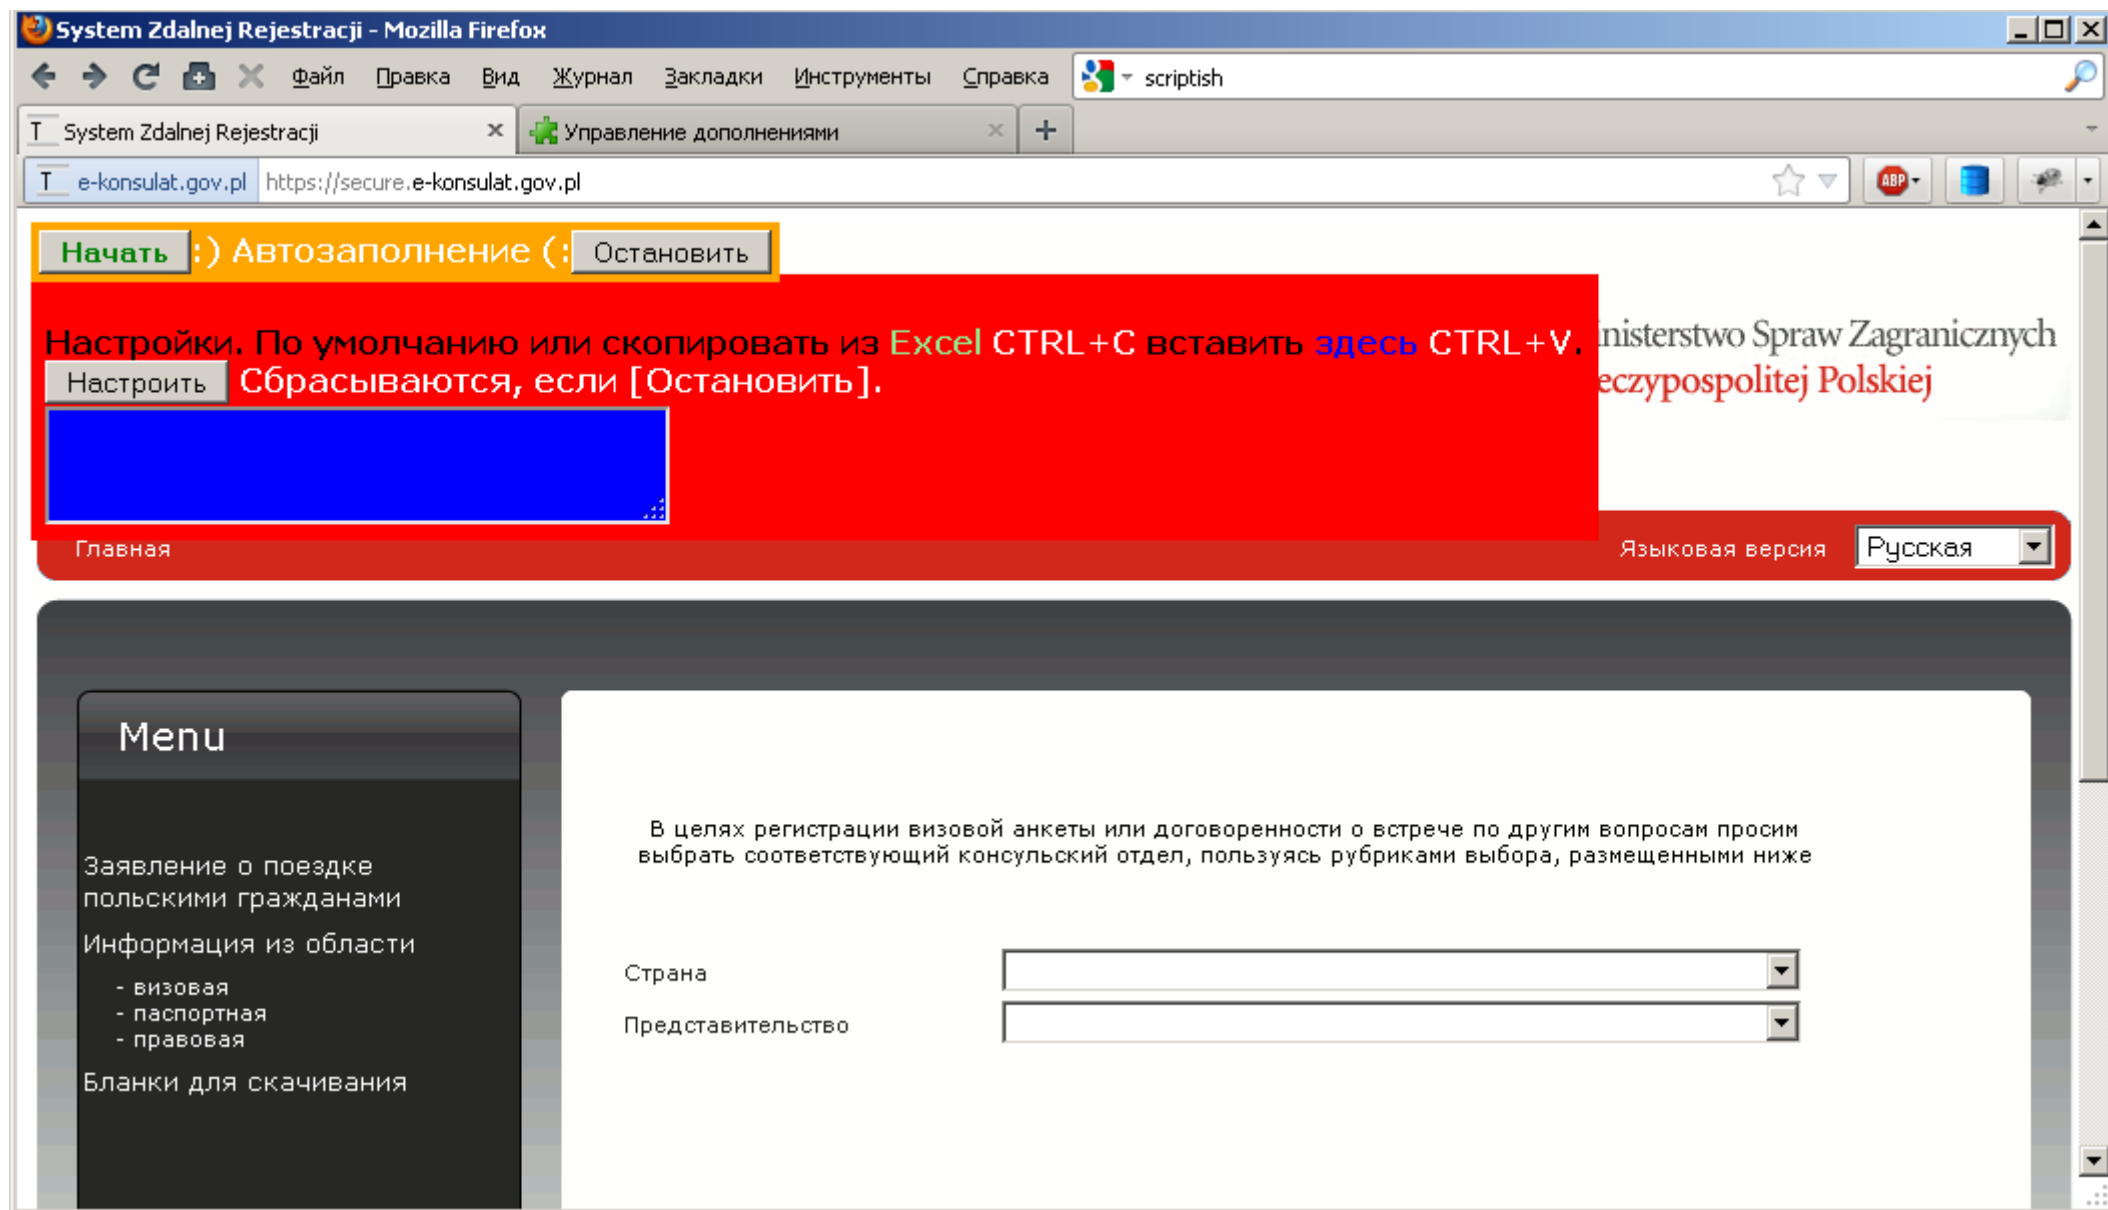 System Zdalnej Rejestracji - Mozilla Firefox
Файл Правка Вид Журнал Закладки Инструменты Справка scriptish
T System Zdalnej Rejestracji Управление дополнениями
T e-konsulat.gov.pl https://secure.e-konsulat.gov.pl ABP
Начать :) Автозаполнение (: Остановить
Настройки. По умолчанию или скопировать из Excel CTRL+C вставить здесь CTRL+V.
Настроить Сбрасываются, если [Остановить].
inisterstwo Spraw Zagranicznych
eczypospolitej Polskiej
Главная Языковая версия Русская
Menu
Заявление о поездке
польскими гражданами
Информация из области
- визовая
- паспортная
- правовая
Бланки для скачивания
В целях регистрации визовой анкеты или договоренности о встрече по другим вопросам просим
выбрать соответствующий консульский отдел, пользуясь рубриками выбора, размещенными ниже
Страна
Представительство